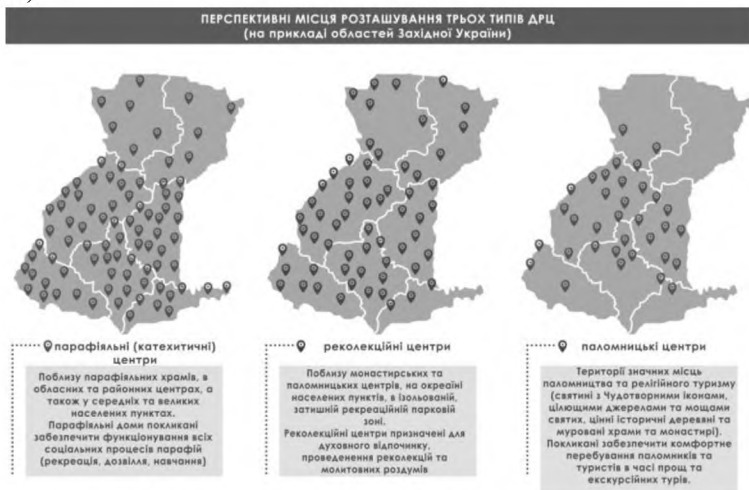 ПЕРСПЕКТИВНІ МІСЦЯ РОЗТАШУВАННЯ ТРЬОХ ТИПІВ ДРЦ
(на прикладі областей Західної України)
парафіяльні (катехитичні)
центри
Поблизу парафіяльних храмів, в
обласних та районних центрах, а
також у середніх та великих
населених пунктах.
Парафіяльні доми покликані
забезпечити функціонування всіх
соціальних процесів парафій
(рекреація, дозвілля, навчання)
реколекційні центри
Поблизу монастирських та
паломницьких центрів, на околиці
населених пунктів, в ізольованій,
затишній рекреаційній парковій
зоні.
Реколекційні центри призначені для
духовного відпочинку,
проведенення реколекцій та
молитовних роздумів
паломницькі центри
Території значних місць
паломництва та релігійного туризму
(святині з Чудотворними іконами,
цілющими джерелами та мощами
святих, цінні історичні деревяні та
муровані храми та монастирі).
Покликані забезпечити комфортне
перебування паломників та
туристів в часі прощ та
екскурсійних турів.